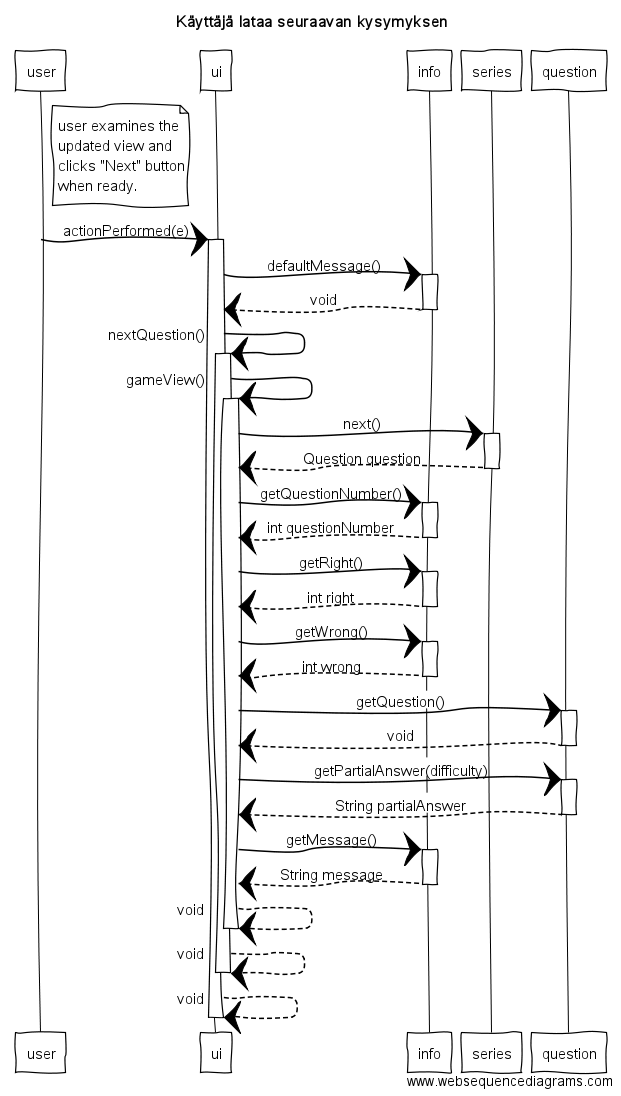 Käyttäjä lataa seuraavan kysymyksen
user
ui
info
series
question
user examines the
updated view and
clicks "Next" button
when ready.
actionPerformed(e)
defaultMessage()
void
nextQuestion()
gameView()
next()
Question question
getQuestionNumber()
int questionNumber
getRight()
int right
getWrong()
int wrong
getQuestion()
void
getPartialAnswer(difficulty)
String partialAnswer
getMessage()
String message
void
void
void
user
ui
info
series
question
www.websequencediagrams.com